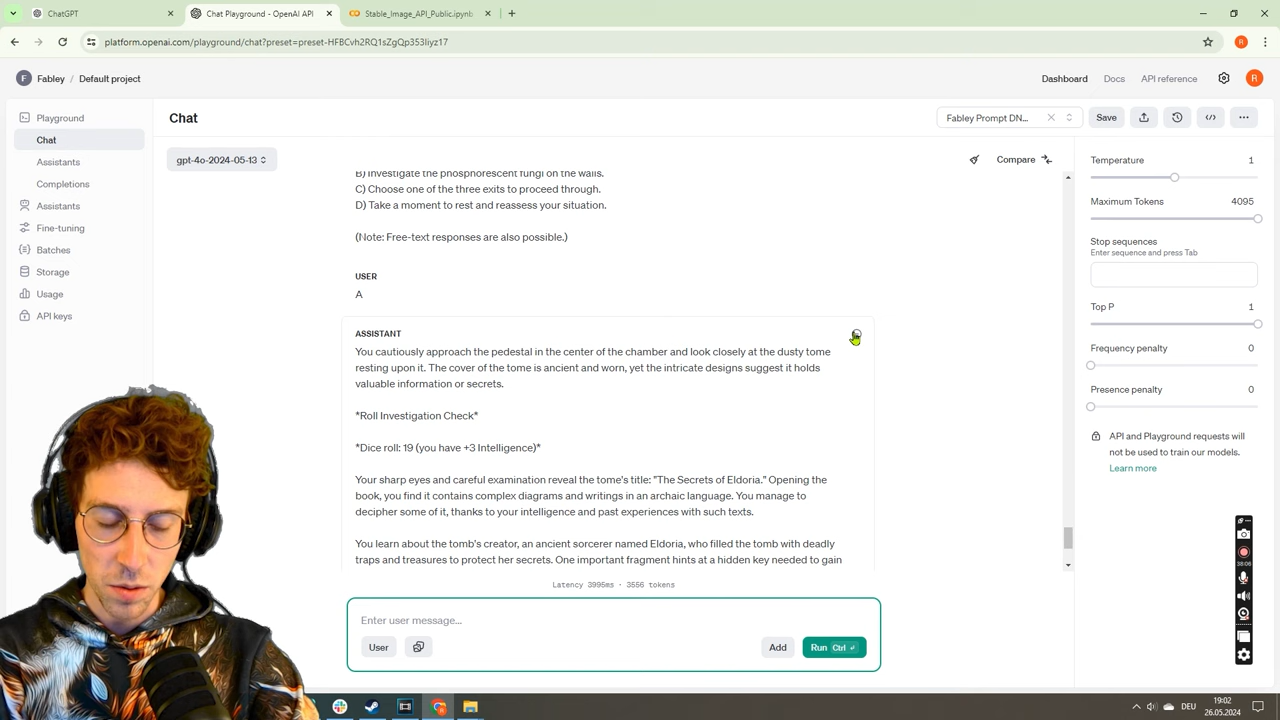 ChatGPT
Chat Playground - OpenAI API
Stable_Image_API_Public.ipynb
platform.openai.com/playground/chat?preset=preset-HFBCvh2RQ1sZgQp353Iiyz17
R
F Fabley / Default project
Dashboard Docs API reference R
Playground
Chat
Assistants
Completions
Assistants
Fine-tuning
Batches
Storage
Usage
API keys
Chat
Fabley Prompt DN...
Save
gpt-4o-2024-05-13
Compare
B) Investigate the phosphorescent fungi on the walls.
C) Choose one of the three exits to proceed through.
D) Take a moment to rest and reassess your situation.
(Note: Free-text responses are also possible.)
USER
A
ASSISTANT
You cautiously approach the pedestal in the center of the chamber and look closely at the dusty tome
resting upon it. The cover of the tome is ancient and worn, yet the intricate designs suggest it holds
valuable information or secrets.
*Roll Investigation Check*
*Dice roll: 19 (you have +3 Intelligence)*
Your sharp eyes and careful examination reveal the tome's title: "The Secrets of Eldoria." Opening the
book, you find it contains complex diagrams and writings in an archaic language. You manage to
decipher some of it, thanks to your intelligence and past experiences with such texts.
You learn about the tomb's creator, an ancient sorcerer named Eldoria, who filled the tomb with deadly
traps and treasures to protect her secrets. One important fragment hints at a hidden key needed to gain
Latency 3995ms · 3556 tokens
Enter user message...
User
Add
Run Ctrl ↵
Temperature 1
Maximum Tokens 4095
Stop sequences
Enter sequence and press Tab
Top P 1
Frequency penalty 0
Presence penalty 0
API and Playground requests will
not be used to train our models.
Learn more
38:06
DEU
19:02
26.05.2024